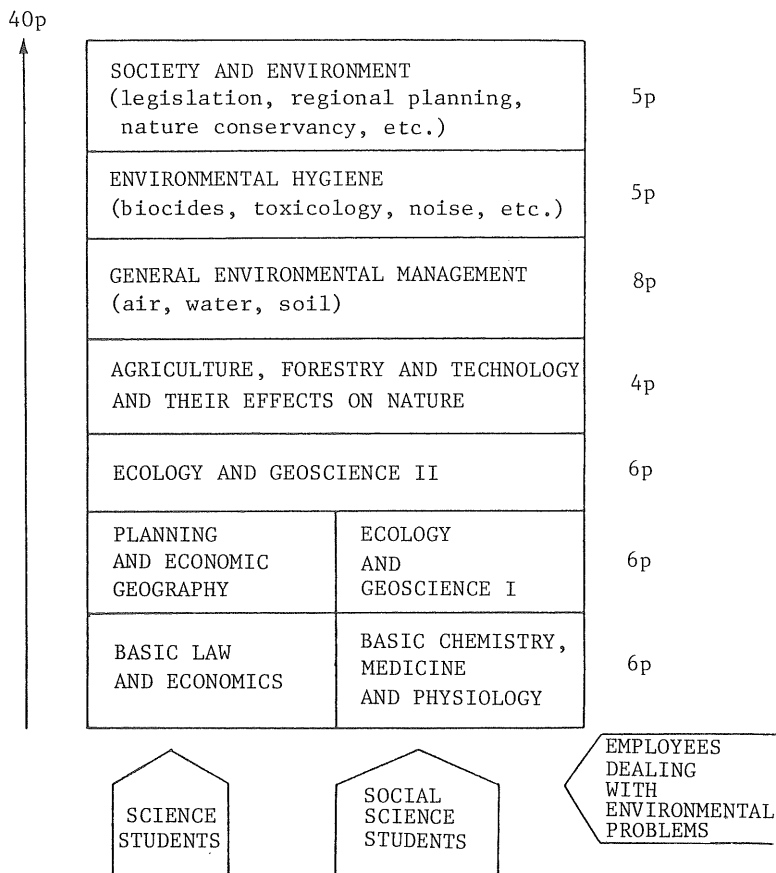 40p
SOCIETY AND ENVIRONMENT
(legislation, regional planning,
nature conservancy, etc.)
5p
ENVIRONMENTAL HYGIENE
(biocides, toxicology, noise, etc.)
5p
GENERAL ENVIRONMENTAL MANAGEMENT
(air, water, soil)
8p
AGRICULTURE, FORESTRY AND TECHNOLOGY
AND THEIR EFFECTS ON NATURE
4p
ECOLOGY AND GEOSCIENCE II
6p
PLANNING
AND ECONOMIC
GEOGRAPHY
ECOLOGY
AND
GEOSCIENCE I
6p
BASIC LAW
AND ECONOMICS
BASIC CHEMISTRY,
MEDICINE
AND PHYSIOLOGY
6p
SCIENCE
STUDENTS
SOCIAL
SCIENCE
STUDENTS
EMPLOYEES
DEALING
WITH
ENVIRONMENTAL
PROBLEMS